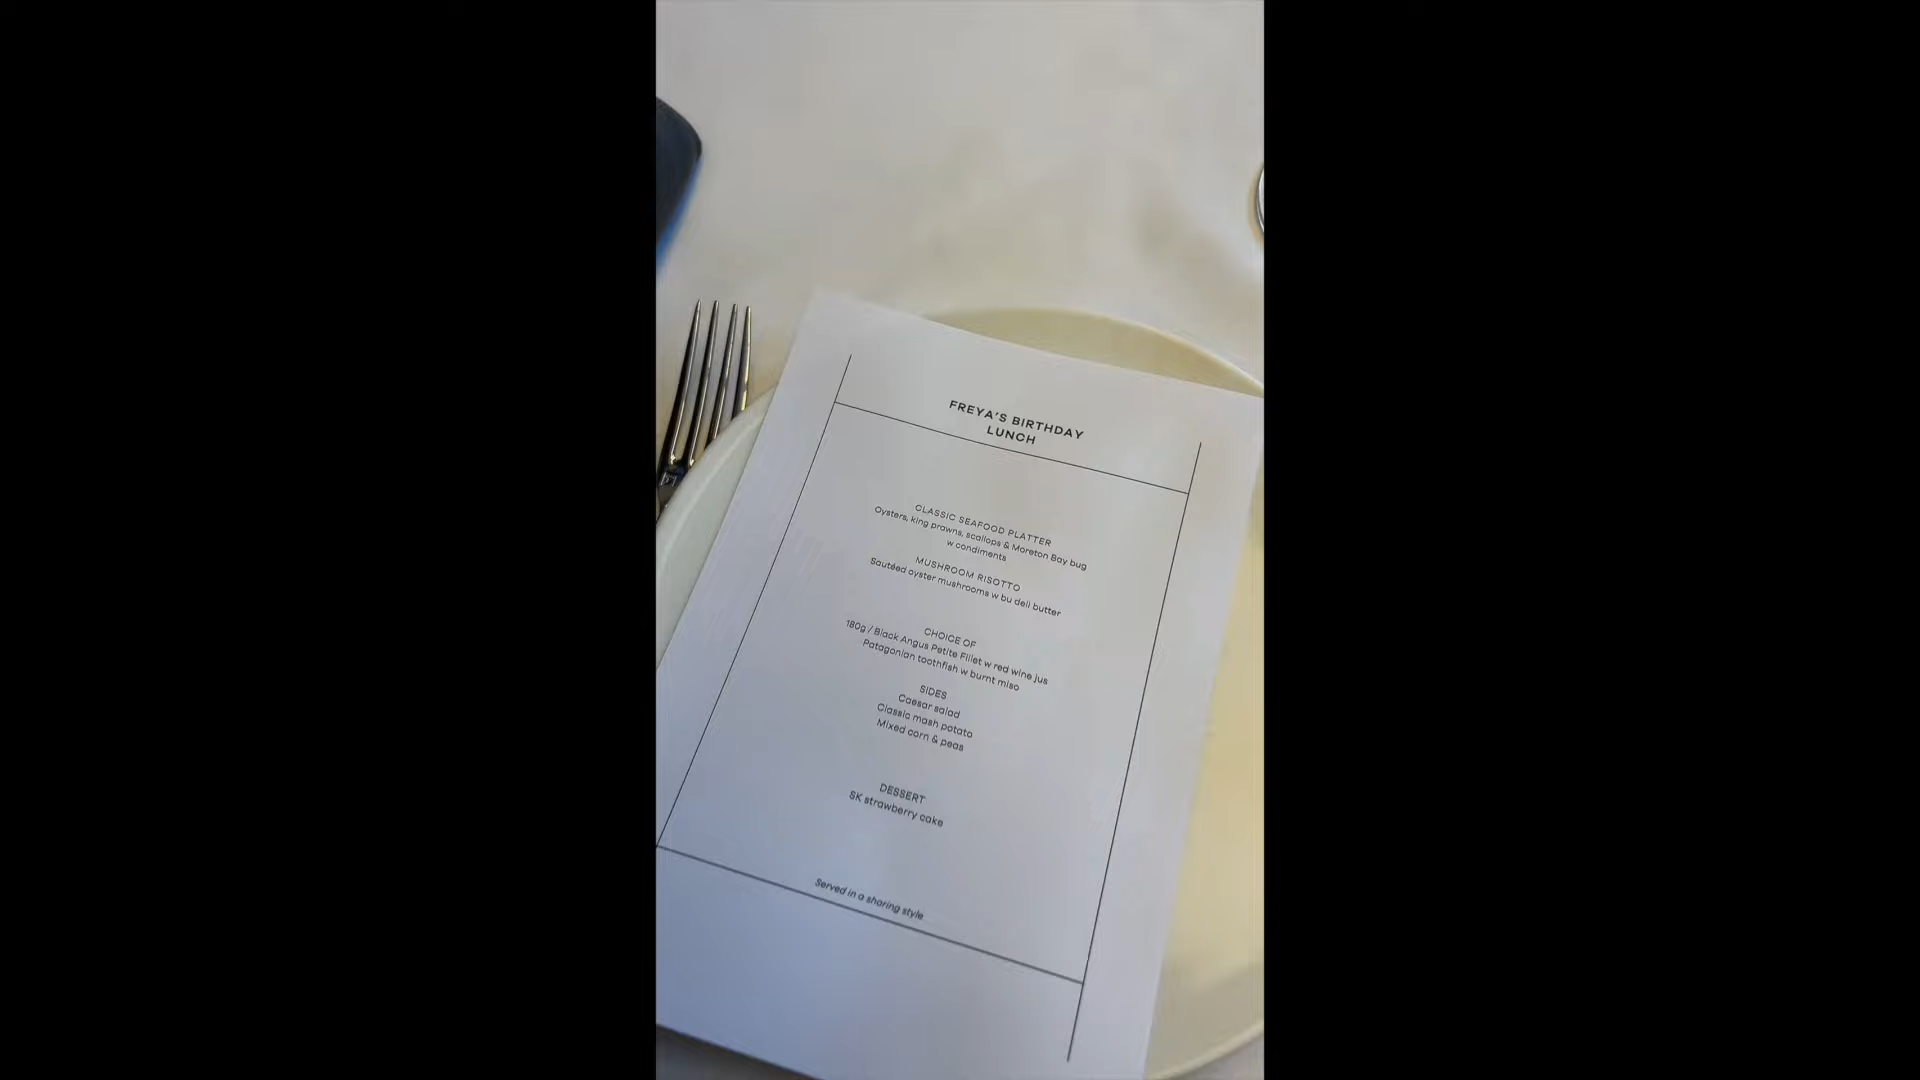 FREYA'S BIRTHDAY
LUNCH
CLASSIC SEAFOOD PLATTER
Oysters, king prawns, scallops & Moreton Bay bug
w condiments
MUSHROOM RISOTTO
Sautéed oyster mushrooms w bu deli butter
CHOICE OF
180g / Black Angus Petite Fillet w red wine jus
Patagonian toothfish w burnt miso
SIDES
Caesar salad
Classic mash potato
Mixed corn & peas
DESSERT
SK strawberry cake
Served in a sharing style